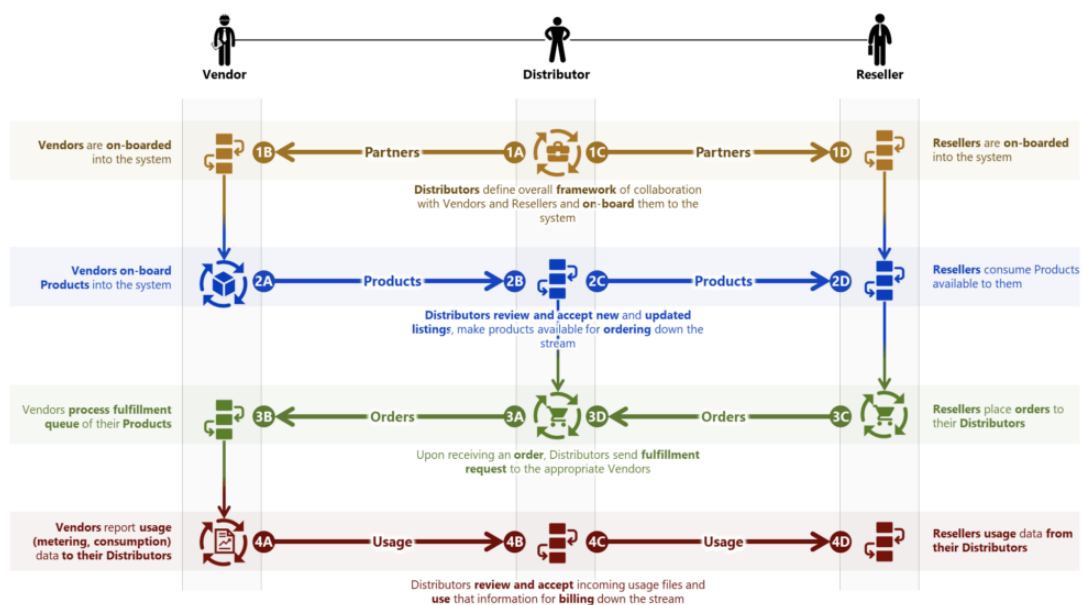 Vendor
Distributor
Reseller
Vendors are on-boarded
into the system
1B
Partners
1A
1C
Partners
1D
Resellers are on-boarded
into the system
Distributors define overall framework of collaboration
with Vendors and Resellers and on-board them to the
system
Vendors on-board
Products into the system
2A
Products
2B
2C
Products
2D
Resellers consume Products
available to them
Distributors review and accept new and updated
listings, make products available for ordering down the
stream
Vendors process fulfillment
queue of their Products
3B
Orders
3A
3D
Orders
3C
Resellers place orders to
their Distributors
Upon receiving an order, Distributors send fulfillment
request to the appropriate Vendors
Vendors report usage
(metering, consumption)
data to their Distributors
4A
Usage
4B
4C
Usage
4D
Resellers usage data from
their Distributors
Distributors review and accept incoming usage files and
use that information for billing down the stream